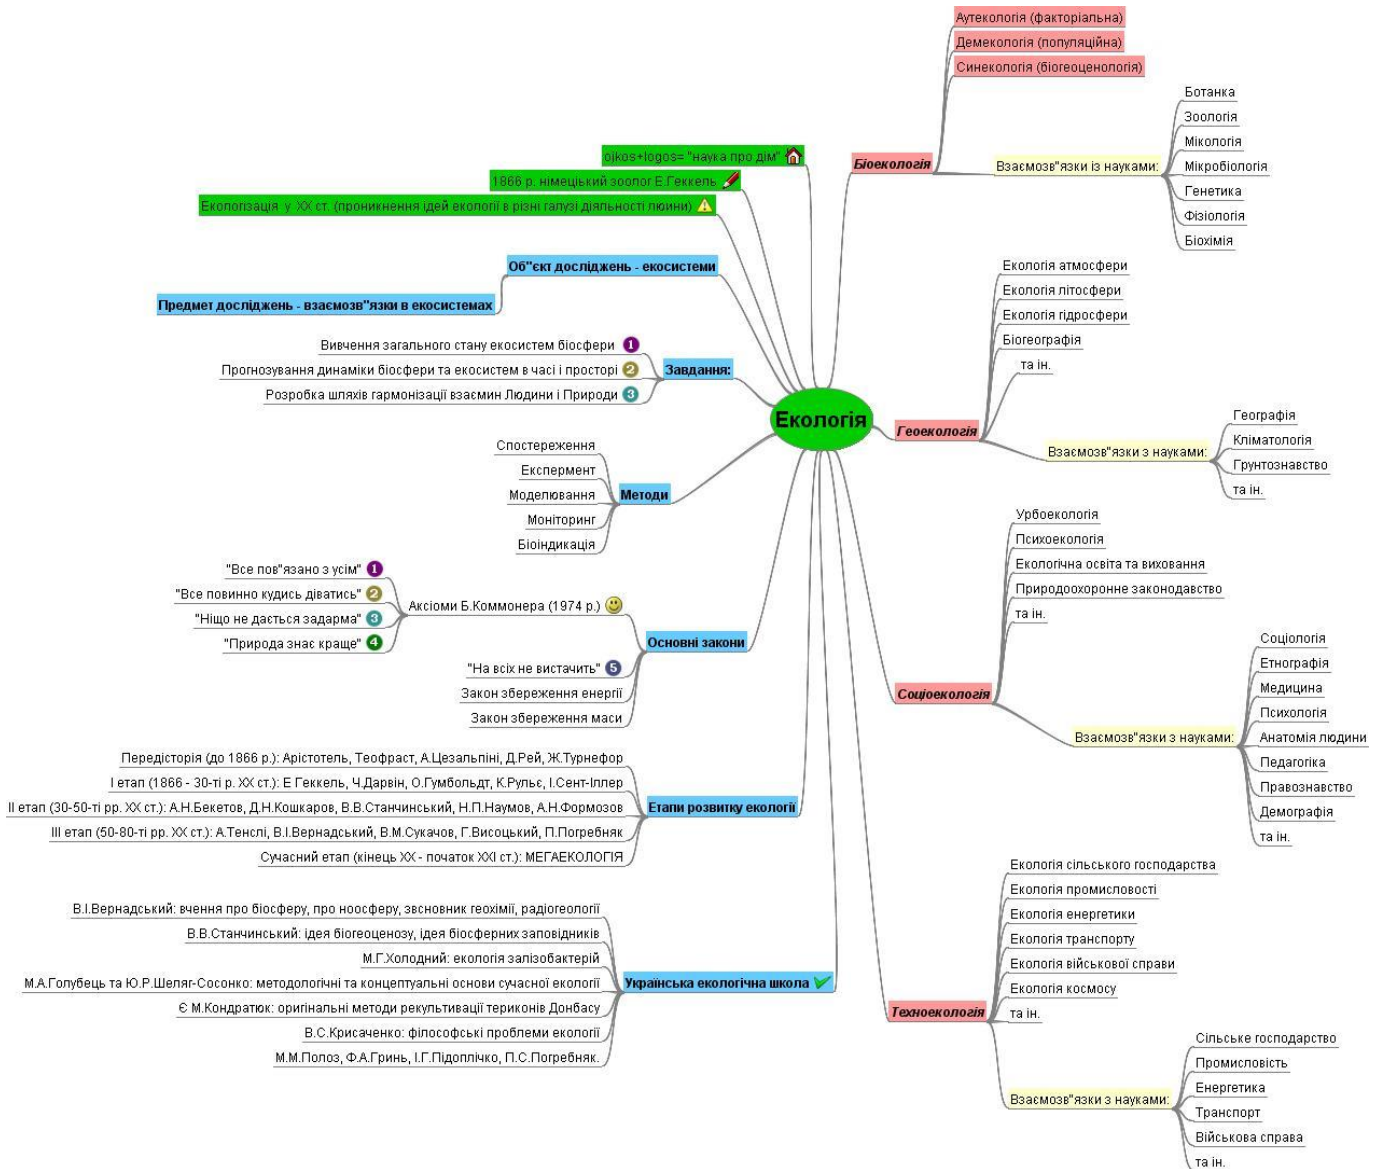 Екологія
ojkos+logos= "наука про дім"
1866 р. німецький зоолог Е.Геккель
Екологізація у XX ст. (проникнення ідей екології в різні галузі діяльності люини)
Об"єкт досліджень - екосистеми
Предмет досліджень - взаємозв"язки в екосистемах
Завдання:
Вивчення загального стану екосистем біосфери 1
Прогнозування динаміки біосфери та екосистем в часі і просторі 2
Розробка шляхів гармонізації взаємин Людини і Природи 3
Методи
Спостереження
Експермент
Моделювання
Моніторинг
Біоіндикація
Основні закони
Аксіоми Б.Коммонера (1974 р.)
"Все пов"язано з усім" 1
"Все повинно кудись діватись" 2
"Ніщо не дається задарма" 3
"Природа знає краще" 4
"На всіх не вистачить" 5
Закон збереження енергії
Закон збереження маси
Етапи розвитку екології
Передісторія (до 1866 р.): Арістотель, Теофраст, А.Цезальпіні, Д.Рей, Ж.Турнефор
І етап (1866 - 30-ті р. XX ст.): Е Геккель, Ч.Дарвін, О.Гумбольдт, К.Рульє, І.Сент-Іллер
ІІ етап (30-50-ті рр. XX ст.): А.Н.Бекетов, Д.Н.Кошкаров, В.В.Станчинський, Н.П.Наумов, А.Н.Формозов
ІІІ етап (50-80-ті рр. XX ст.): А.Тенслі, В.І.Вернадський, В.М.Сукачов, Г.Висоцький, П.Погребняк
Сучасний етап (кінець XX - початок XXI ст.): МЕГАЕКОЛОГІЯ
Українська екологічна школа
В.І.Вернадський: вчення про біосферу, про ноосферу, звсновник геохімії, радіогеології
В.В.Станчинський: ідея біогеоценозу, ідея біосферних заповідників
М.Г.Холодний: екологія залізобактерій
М.А.Голубець та Ю.Р.Шеляг-Сосонко: методологічні та концептуальні основи сучасної екології
Є М.Кондратюк: оригінальні методи рекультивації териконів Донбасу
В.С.Крисаченко: філософські проблеми екології
М.М.Полоз, Ф.А.Гринь, І.Г.Підоплічко, П.С.Погребняк.
Біоекологія
Аутекологія (факторіальна)
Демекологія (популяційна)
Синекологія (біогеоценологія)
Взаємозв"язки із науками:
Ботанка
Зоологія
Мікологія
Мікробіологія
Генетика
Фізіологія
Біохімія
Геоекологія
Екологія атмосфери
Екологія літосфери
Екологія гідросфери
Біогеографія
та ін.
Взаємозв"язки з науками:
Географія
Кліматологія
Грунтознавство
та ін.
Соціоекологія
Урбоекологія
Психоекологія
Екологічна освіта та виховання
Природоохоронне законодавство
та ін.
Взаємозв"язки з науками:
Соціологія
Етнографія
Медицина
Психологія
Анатомія людини
Педагогіка
Правознавство
Демографія
та ін.
Техноекологія
Екологія сільського господарства
Екологія промисловості
Екологія енергетики
Екологія транспорту
Екологія військової справи
Екологія космосу
та ін.
Взаємозв"язки з науками:
Сільське господарство
Промисловість
Енергетика
Транспорт
Військова справа
та ін.